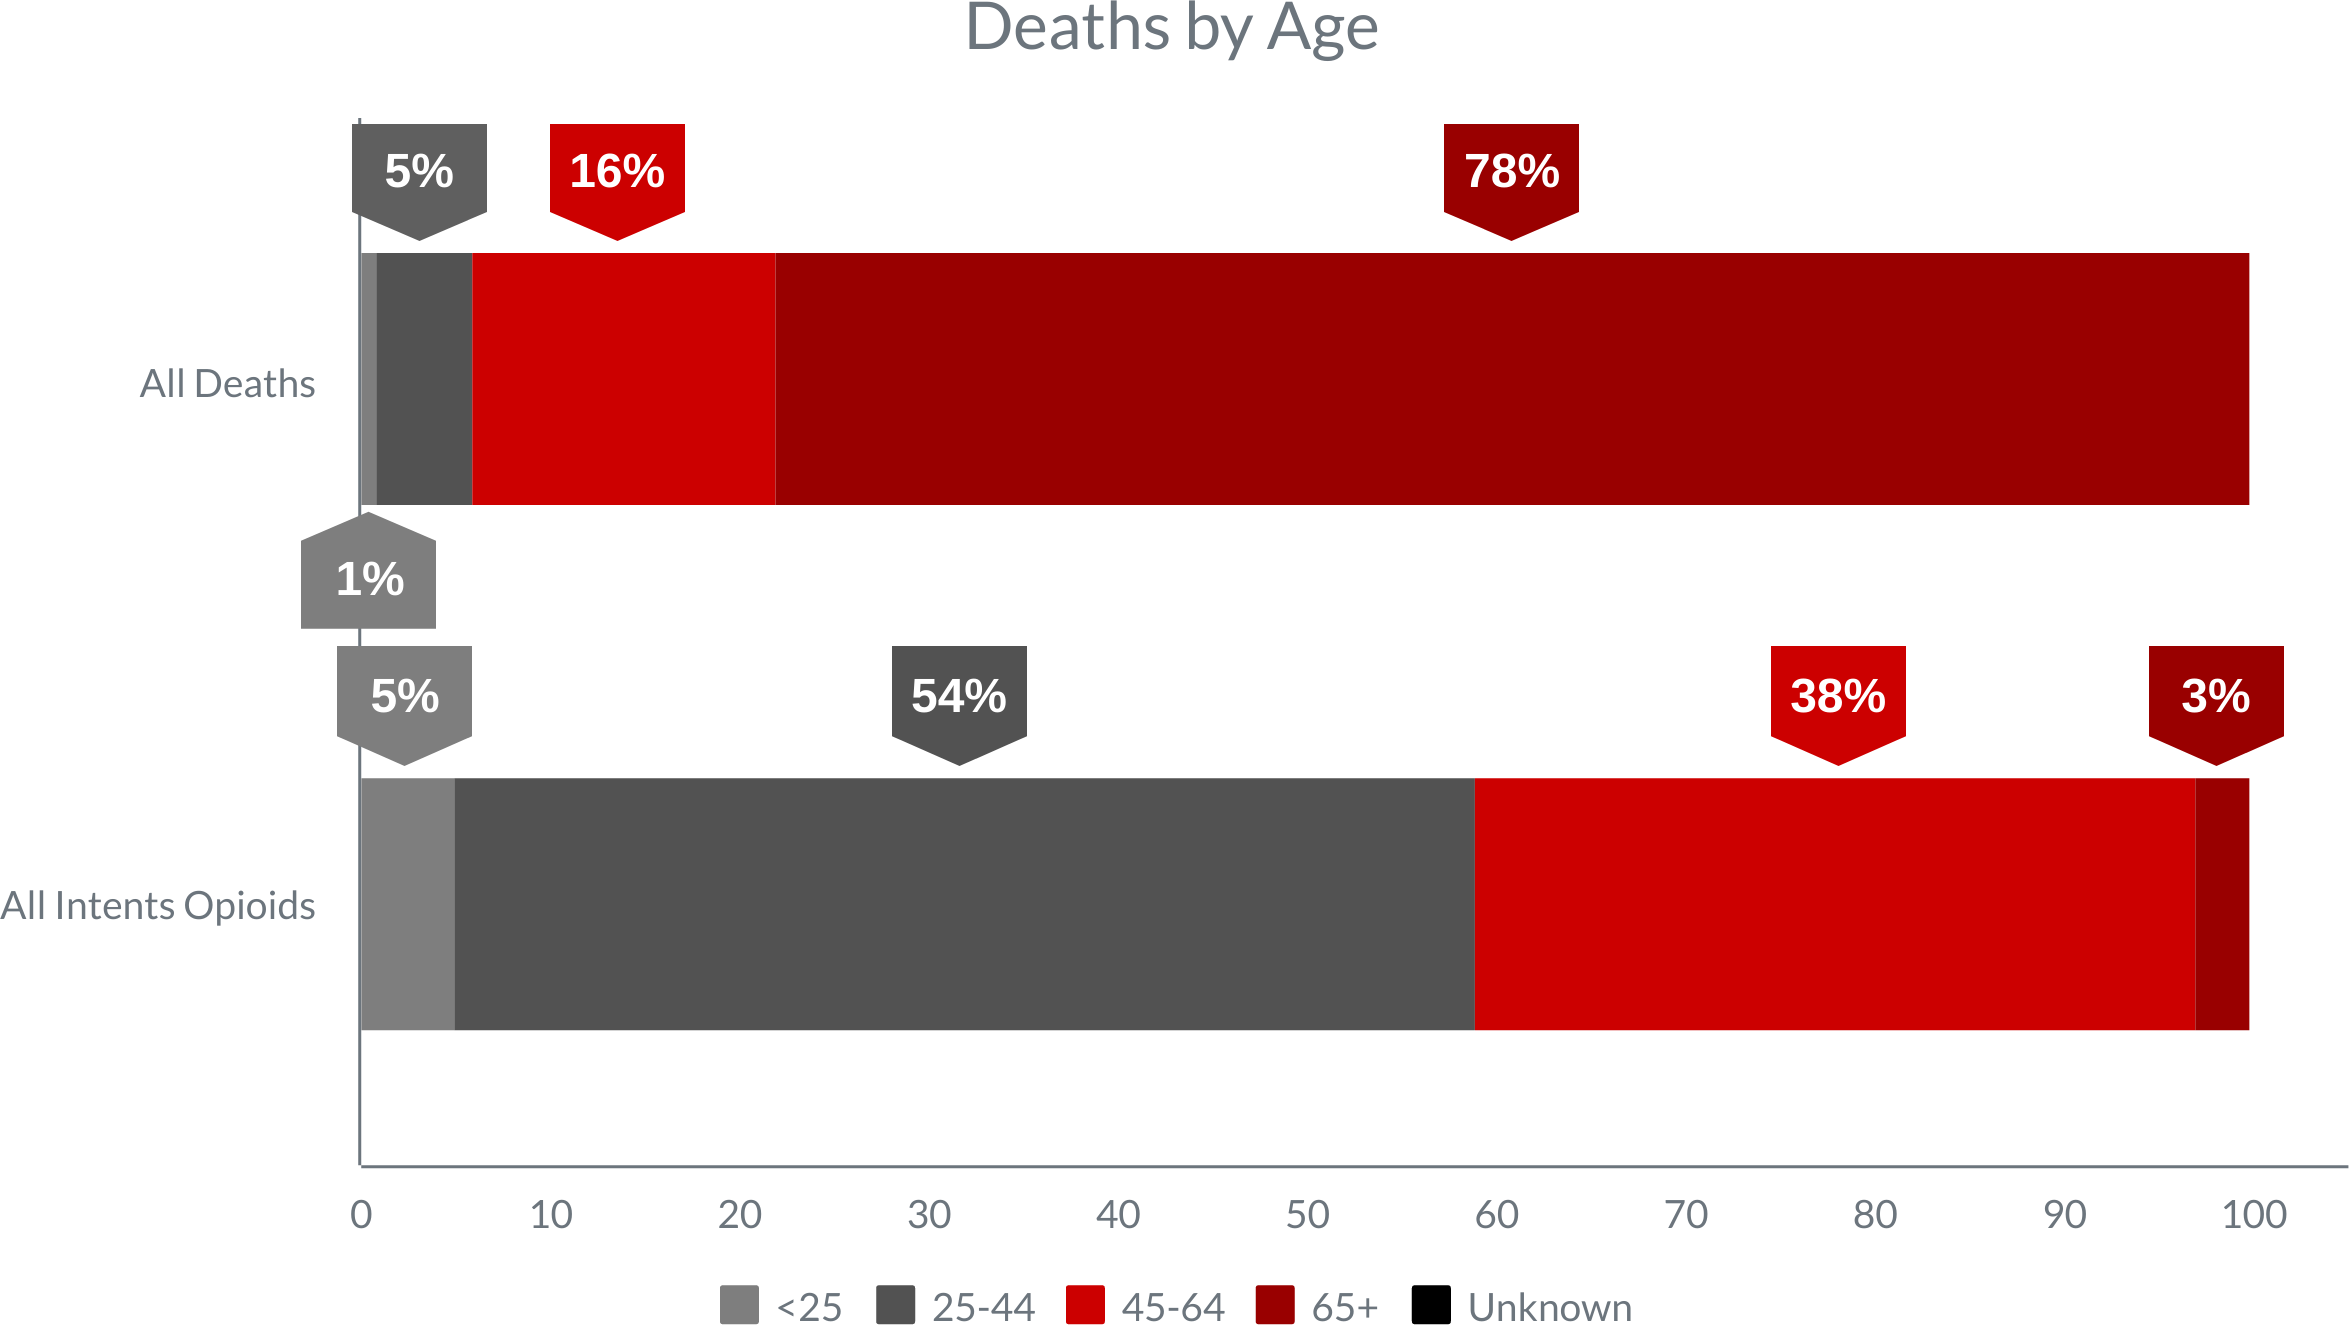 Deaths by Age
5% 16% 78%
All Deaths
1%
5% 54% 38% 3%
All Intents Opioids
0 10 20 30 40 50 60 70 80 90 100
<25 25-44 45-64 65+ Unknown